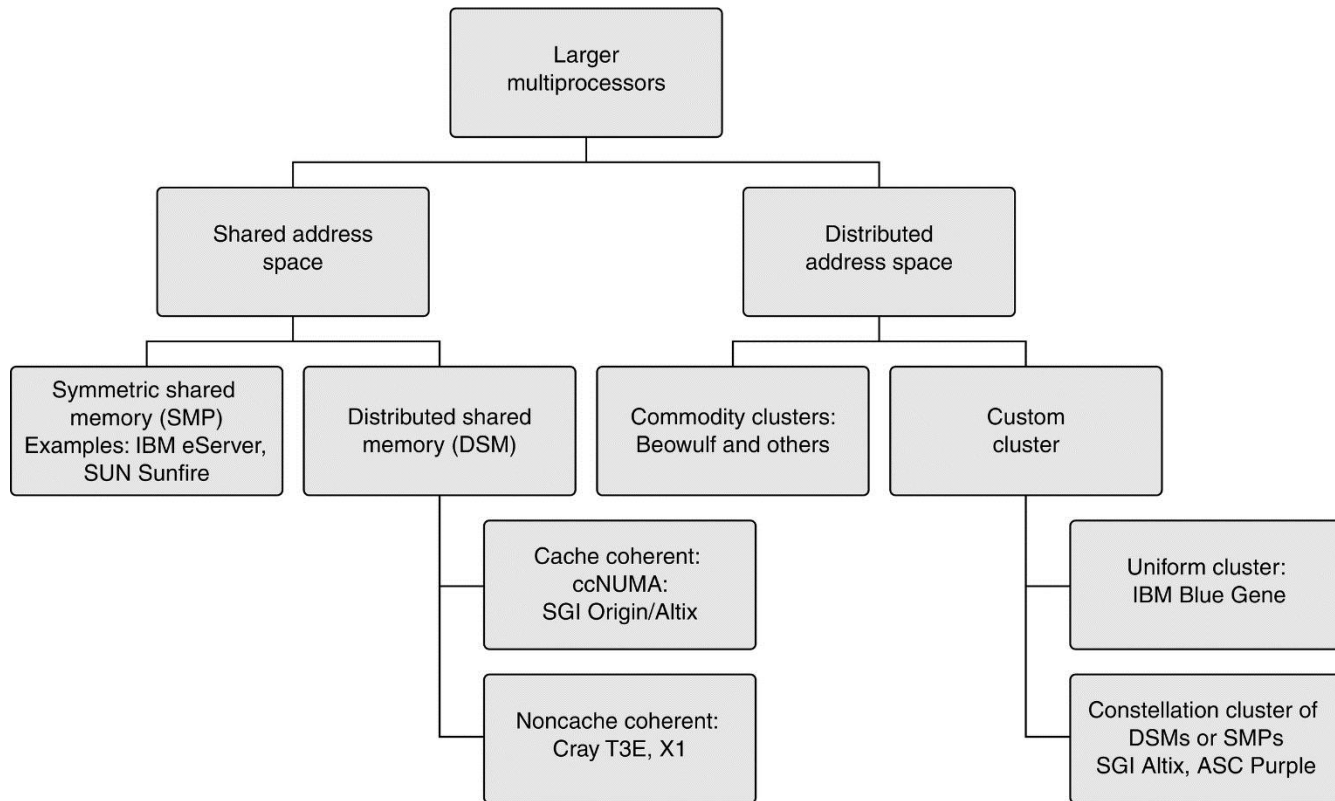 Larger
multiprocessors
Shared address
space
Distributed
address space
Symmetric shared
memory (SMP)
Examples: IBM eServer,
SUN Sunfire
Distributed shared
memory (DSM)
Commodity clusters:
Beowulf and others
Custom
cluster
Cache coherent:
ccNUMA:
SGI Origin/Altix
Uniform cluster:
IBM Blue Gene
Noncache coherent:
Cray T3E, X1
Constellation cluster of
DSMs or SMPs
SGI Altix, ASC Purple